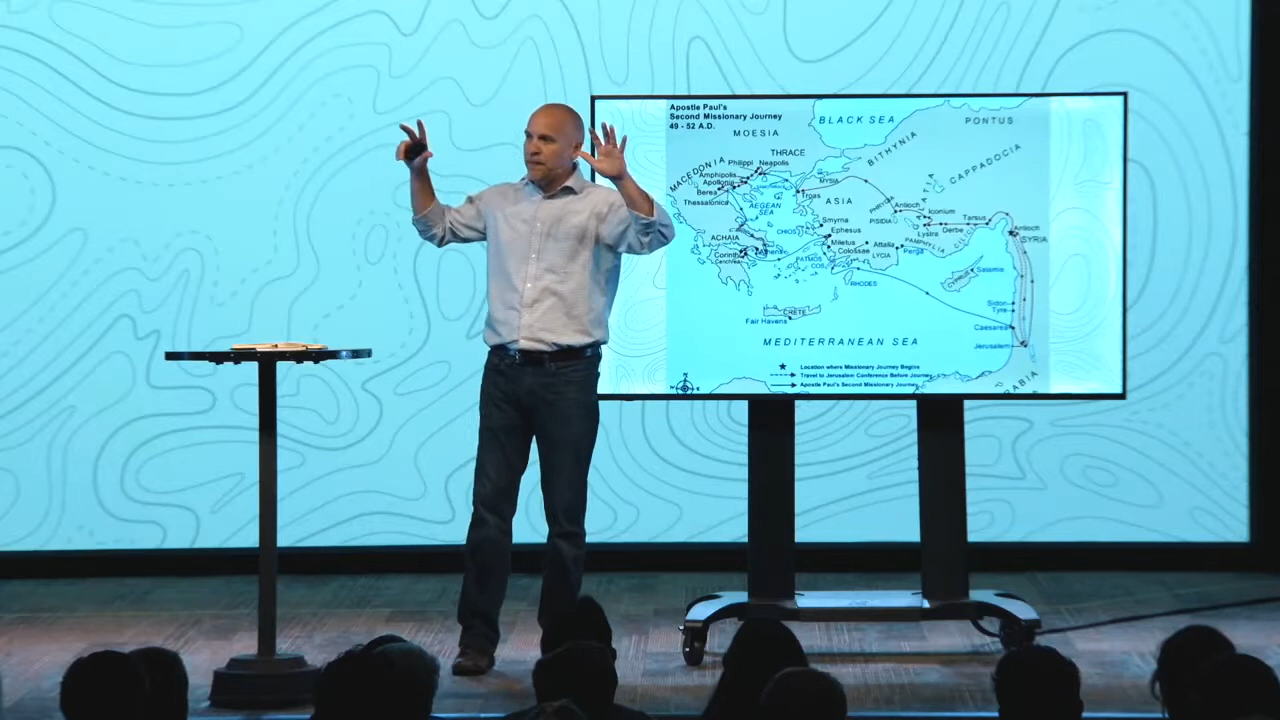 Apostle Paul's
Second Missionary Journey
49 - 52 A.D.
BLACK SEA
PONTUS
MOESIA
THRACE
BITHYNIA
CAPPADOCIA
MACEDONIA
Philippi
Neapolis
Amphipolis
Apollonia
Berea
Thessalonica
MYSIA
Troas
ASIA
AEGEAN
SEA
PHRYGIA
Antioch
PISIDIA
Iconium
Lystra
Derbe
Tarsus
Antioch
SYRIA
Smyrna
Ephesus
CHIOS
Miletus
Colossae
Attalia
PAMPHYLIA
Perga
LYCIA
ACHAIA
Athens
Corinth
Cenchrea
PATMOS
COS
RHODES
CYPRUS
Salamis
Sidon
Tyre
Caesarea
Jerusalem
CRETE
Fair Havens
MEDITERRANEAN SEA
Location where Missionary Journey Begins
Travel to Jerusalem Conference Before Journey
Apostle Paul's Second Missionary Journey